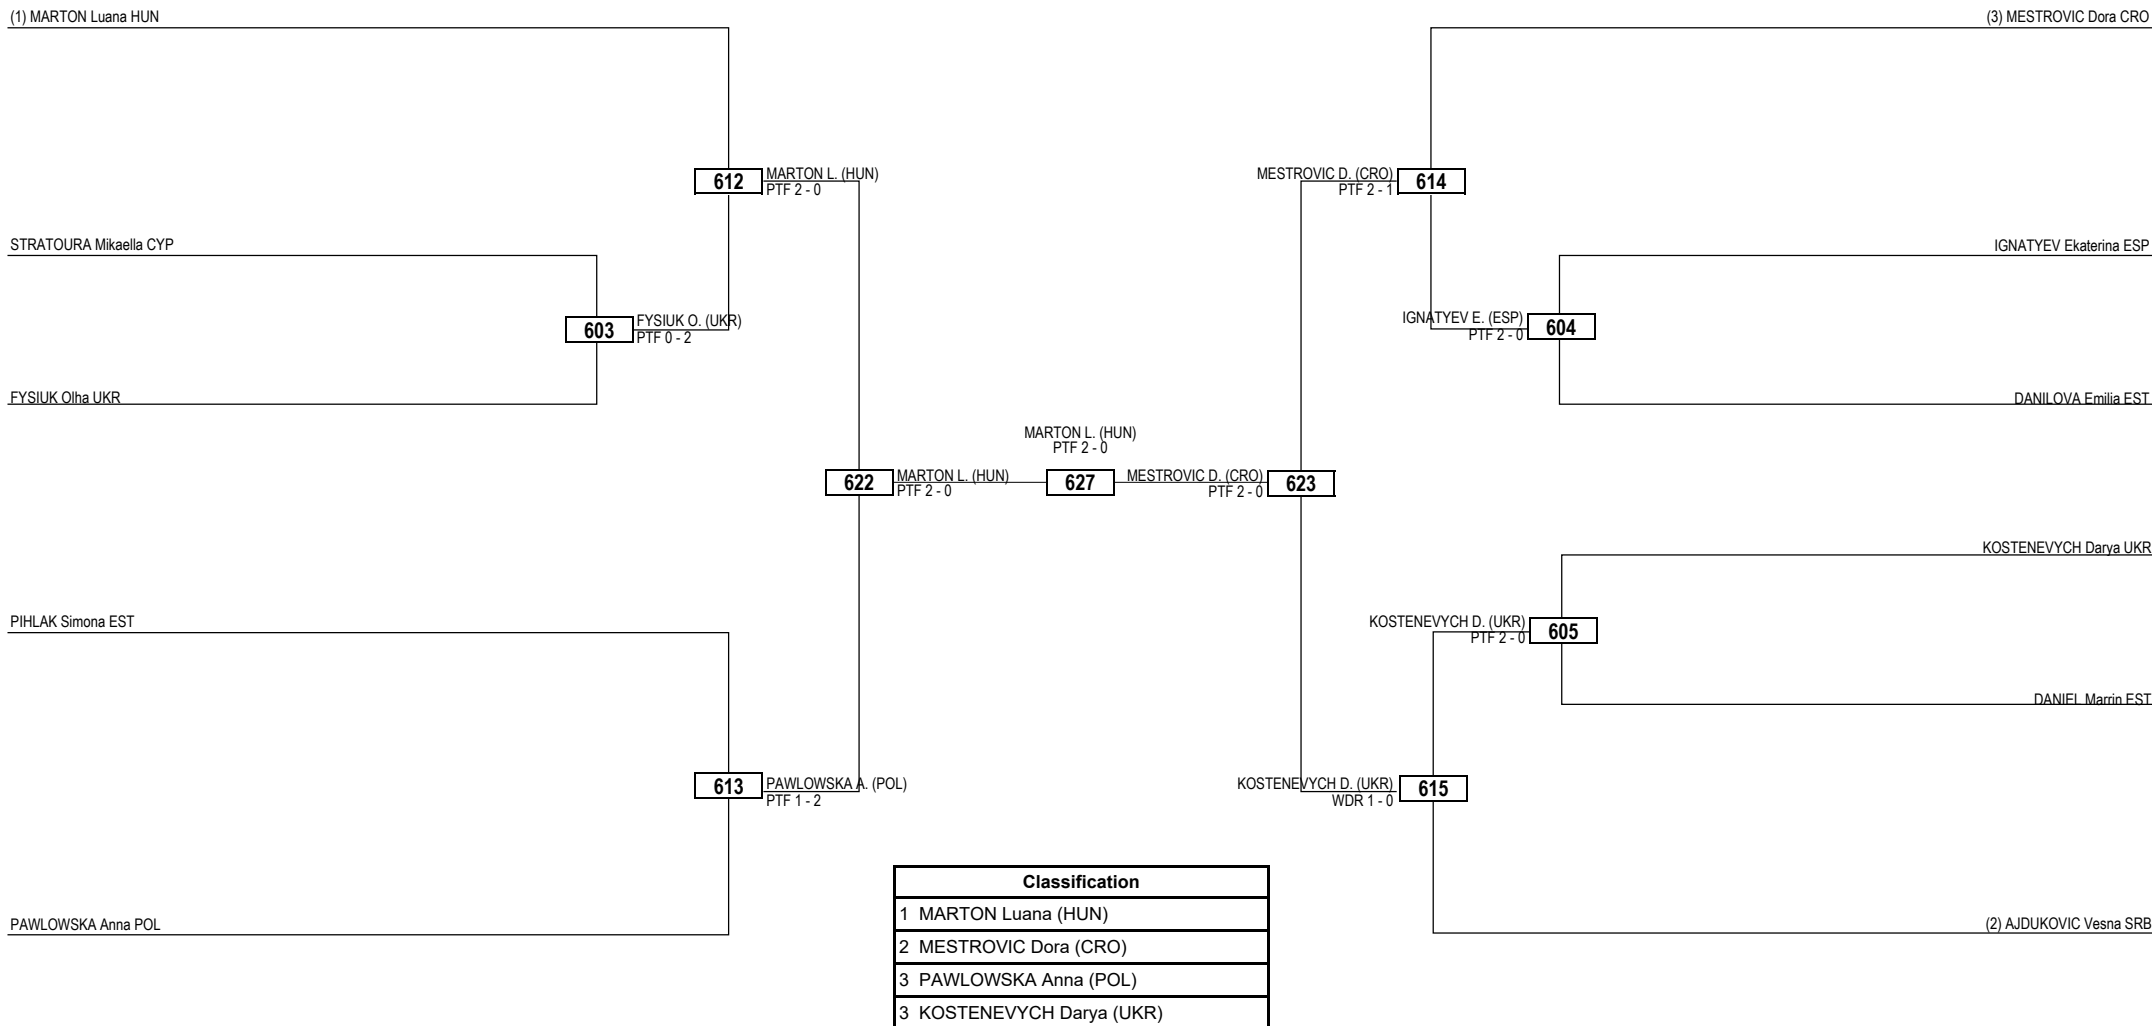 (1) MARTON Luana HUN
(3) MESTROVIC Dora CRO
612
MARTON L. (HUN)
PTF 2 - 0
MESTROVIC D. (CRO)
PTF 2 - 1
614
STRATOURA Mikaella CYP
IGNATYEV Ekaterina ESP
603
FYSIUK O. (UKR)
PTF 0 - 2
IGNATYEV E. (ESP)
PTF 2 - 0
604
FYSIUK Olha UKR
DANILOVA Emilia EST
MARTON L. (HUN)
PTF 2 - 0
622
MARTON L. (HUN)
PTF 2 - 0
627
MESTROVIC D. (CRO)
PTF 2 - 0
623
KOSTENEVYCH Darya UKR
PIHLAK Simona EST
KOSTENEVYCH D. (UKR)
PTF 2 - 0
605
DANIEL Marrin EST
613
PAWLOWSKA A. (POL)
PTF 1 - 2
KOSTENEVYCH D. (UKR)
WDR 1 - 0
615
PAWLOWSKA Anna POL
(2) AJDUKOVIC Vesna SRB
Classification
1 MARTON Luana (HUN)
2 MESTROVIC Dora (CRO)
3 PAWLOWSKA Anna (POL)
3 KOSTENEVYCH Darya (UKR)